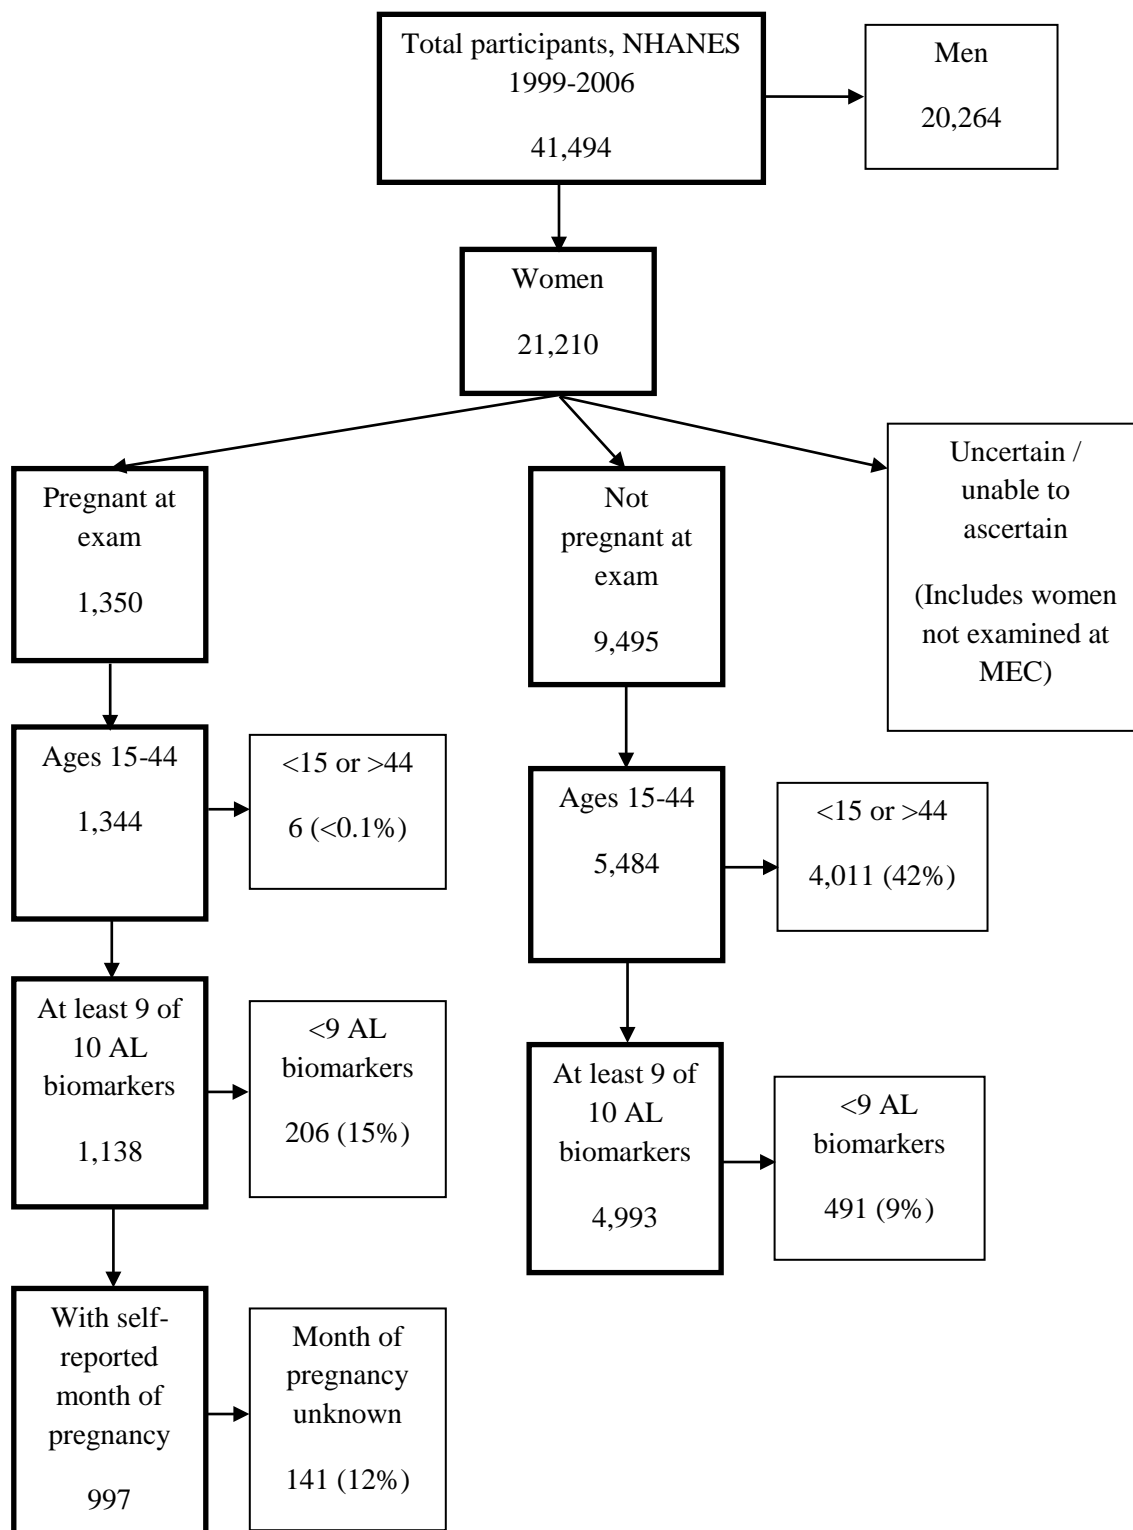 Total participants, NHANES
1999-2006
41,494
Men
20,264
Women
21,210
Pregnant at
exam
1,350
Not
pregnant at
exam
9,495
Uncertain /
unable to
ascertain
(Includes women
not examined at
MEC)
Ages 15-44
1,344
<15 or >44
6 (<0.1%)
Ages 15-44
5,484
<15 or >44
4,011 (42%)
At least 9 of
10 AL
biomarkers
1,138
<9 AL
biomarkers
206 (15%)
At least 9 of
10 AL
biomarkers
4,993
<9 AL
biomarkers
491 (9%)
With self-
reported
month of
pregnancy
997
Month of
pregnancy
unknown
141 (12%)